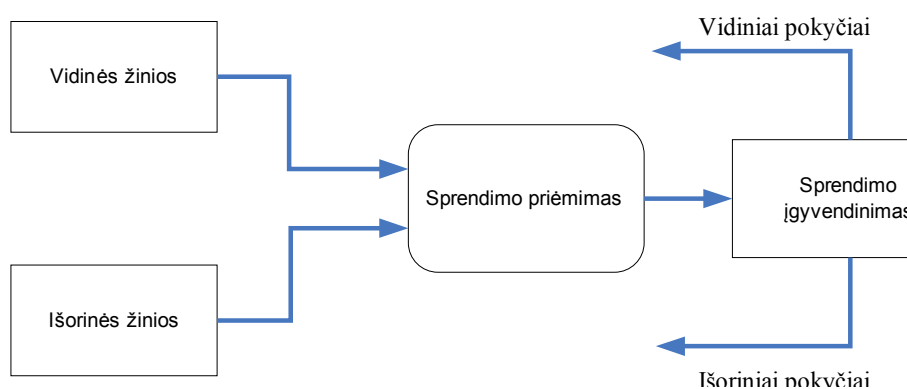 Vidiniai pokyčiai
Vidinės žinios
Sprendimo priėmimas
Sprendimo
įgyvendinimas
Išorinės žinios
Išoriniai pokyčiai